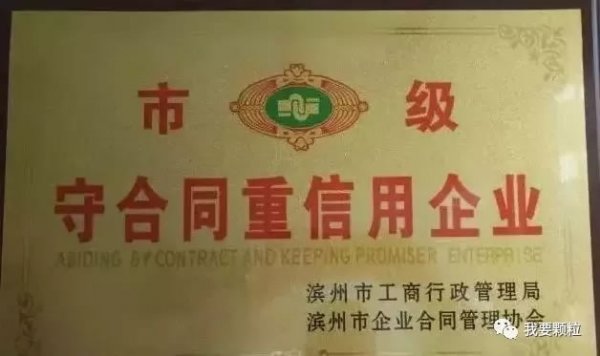 市 级
守合同重信用企业
ABIDING BY CONTRACT AND KEEPING PROMISER ENTERPRISE
滨州市工商行政管理局
滨州市企业合同管理协会
我要颗粒